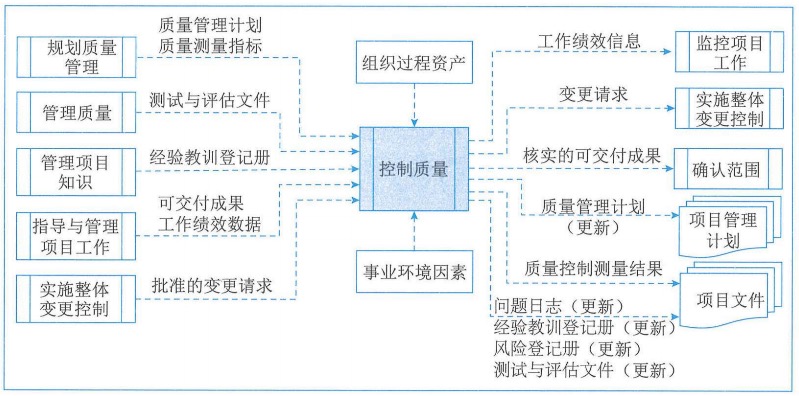 规划质量
管理
质量管理计划
质量测量指标
管理质量
测试与评估文件
管理项目
知识
经验教训登记册
指导与管理
项目工作
可交付成果
工作绩效数据
实施整体
变更控制
批准的变更请求
组织过程资产
控制质量
事业环境因素
工作绩效信息
监控项目
工作
变更请求
实施整体
变更控制
核实的可交付成果
确认范围
质量管理计划
（更新）
项目管理
计划
质量控制测量结果
项目文件
问题日志（更新）
经验教训登记册（更新）
风险登记册（更新）
测试与评估文件（更新）